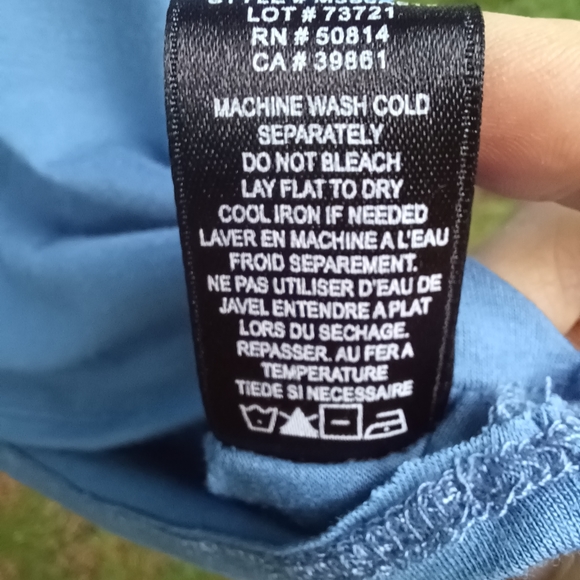 STYLE #
LOT # 73721
RN # 50814
CA # 39861
MACHINE WASH COLD
SEPARATELY
DO NOT BLEACH
LAY FLAT TO DRY
COOL IRON IF NEEDED
LAVER EN MACHINE A L'EAU
FROID SEPAREMENT.
NE PAS UTILISER D'EAU DE
JAVEL ENTENDRE A PLAT
LORS DU SECHAGE.
REPASSER. AU FER A
TEMPERATURE
TIEDE SI NECESSAIRE